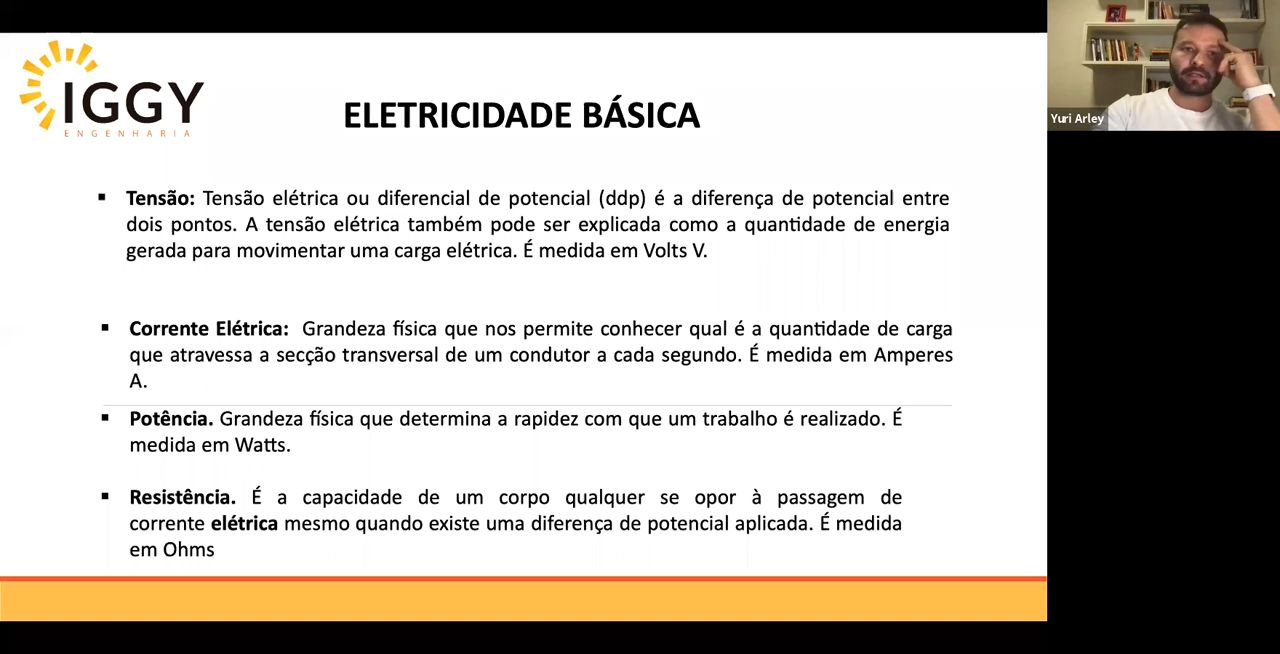 IGGY
ENGENHARIA
ELETRICIDADE BÁSICA
Yuri Arley
▪ Tensão: Tensão elétrica ou diferencial de potencial (ddp) é a diferença de potencial entre
dois pontos. A tensão elétrica também pode ser explicada como a quantidade de energia
gerada para movimentar uma carga elétrica. É medida em Volts V.
▪ Corrente Elétrica: Grandeza física que nos permite conhecer qual é a quantidade de carga
que atravessa a secção transversal de um condutor a cada segundo. É medida em Amperes
A.
▪ Potência. Grandeza física que determina a rapidez com que um trabalho é realizado. É
medida em Watts.
▪ Resistência. É a capacidade de um corpo qualquer se opor à passagem de
corrente elétrica mesmo quando existe uma diferença de potencial aplicada. É medida
em Ohms